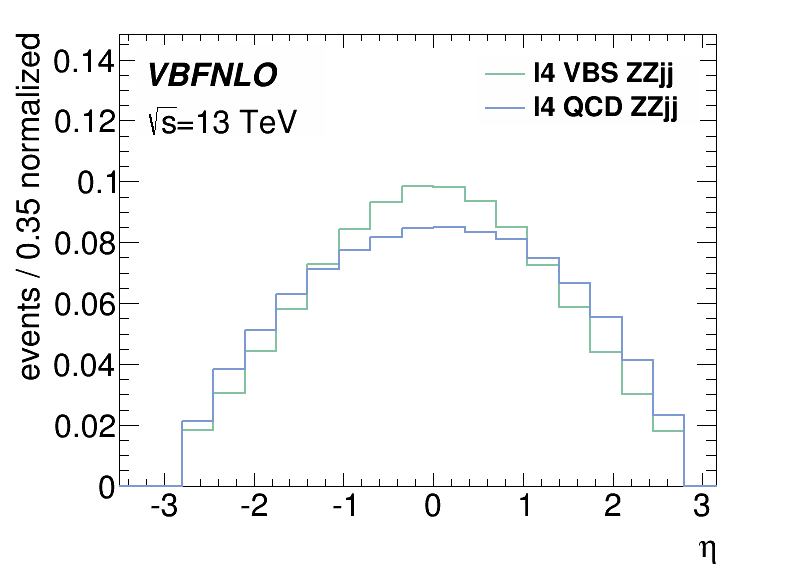 events / 0.35 normalized
0.14
0.12
0.1
0.08
0.06
0.04
0.02
0
VBFNLO
√s=13 TeV
l4 VBS ZZjj
l4 QCD ZZjj
-3 -2 -1 0 1 2 3
η